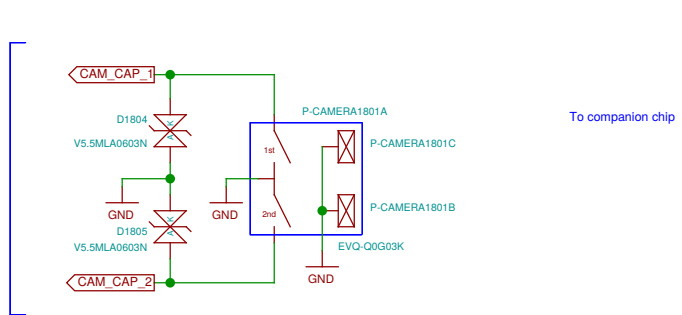 CAM_CAP_1
P-CAMERA1801A
To companion chip
D1804
K
A
V5.5MLA0603N
1st
P-CAMERA1801C
GND
GND
2nd
P-CAMERA1801B
D1805
K
A
V5.5MLA0603N
EVQ-Q0G03K
CAM_CAP_2
GND